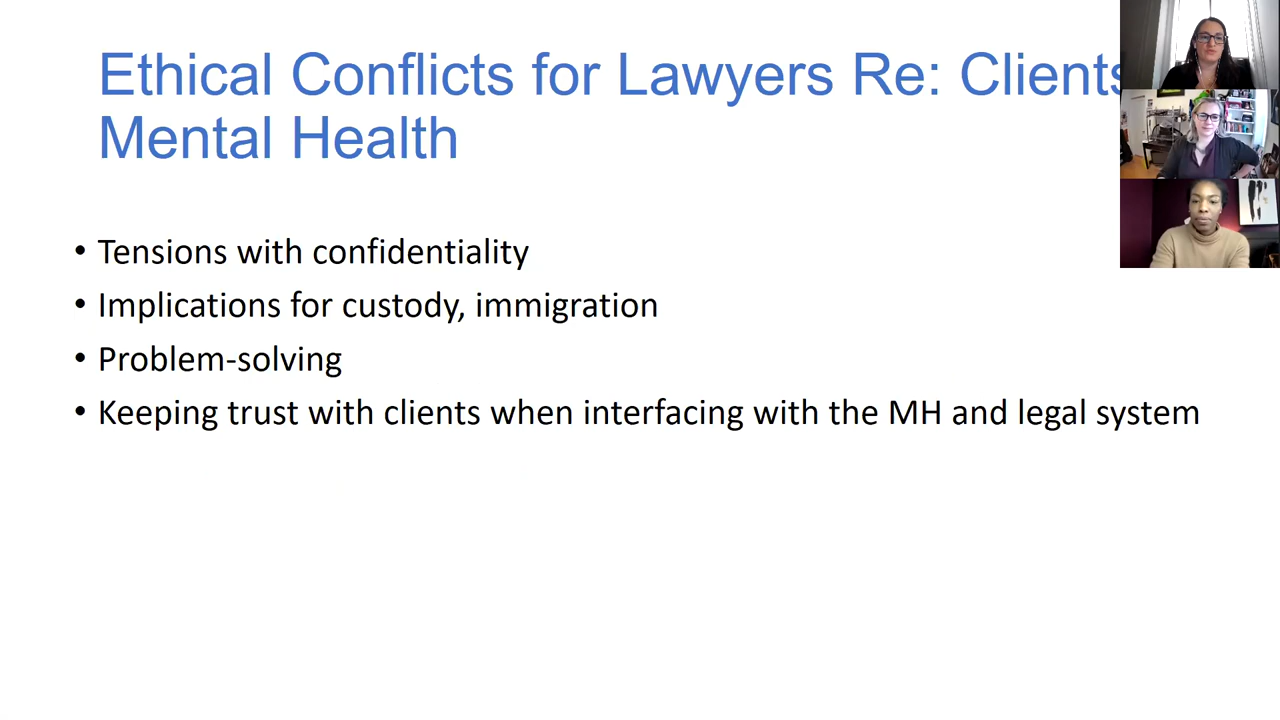 Ethical Conflicts for Lawyers Re: Clients
Mental Health
• Tensions with confidentiality
• Implications for custody, immigration
• Problem-solving
• Keeping trust with clients when interfacing with the MH and legal system